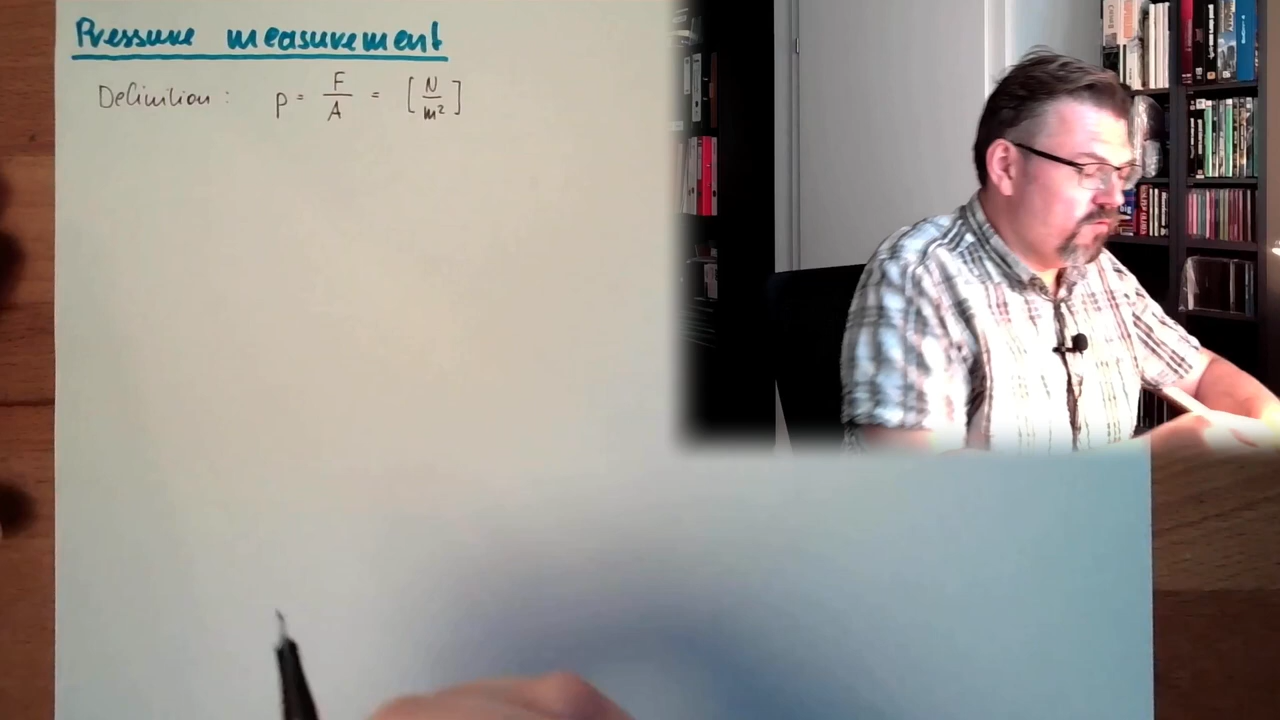 Pressure measurement
Definition : p = F/A = [N/m²]